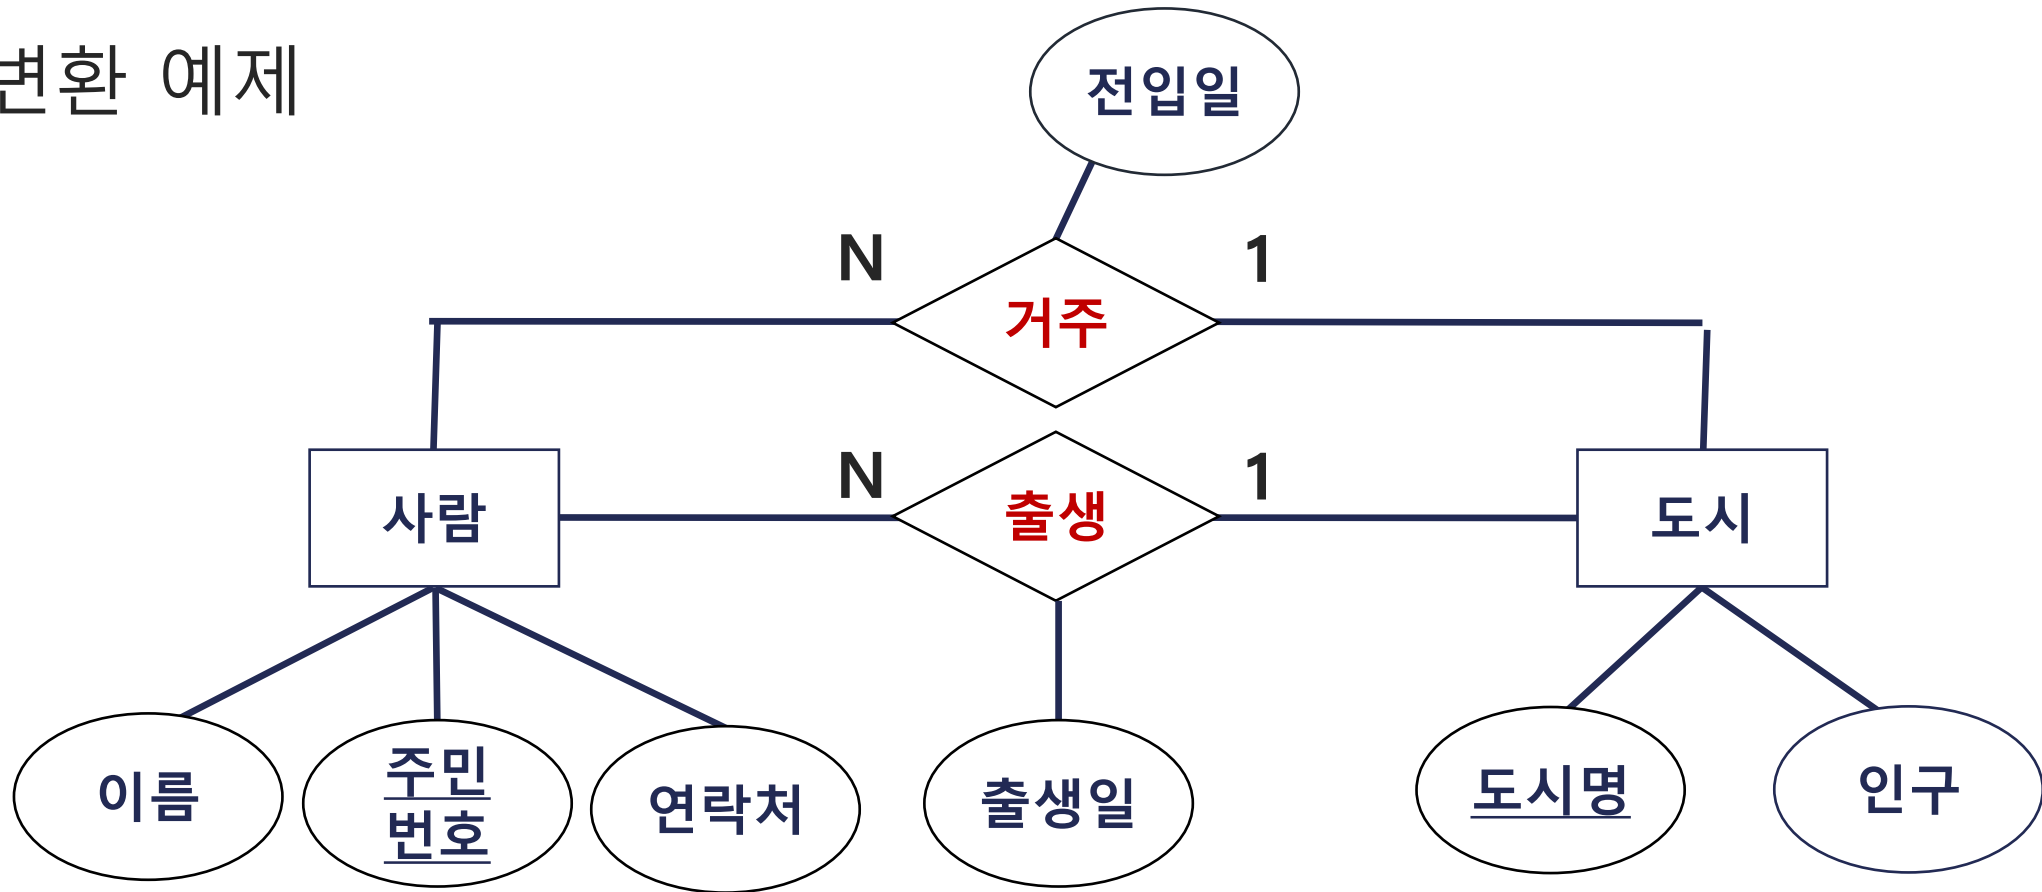 변환 예제
전입일
N
1
거주
N
1
사람
출생
도시
이름
주민
번호
연락처
출생일
도시명
인구